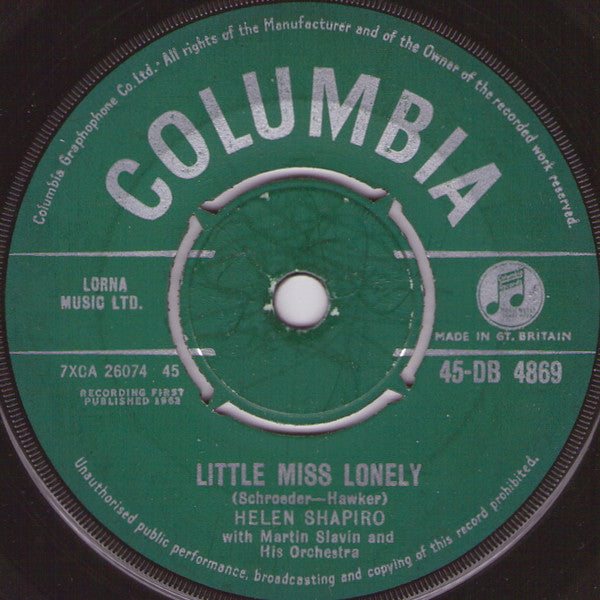 Columbia Graphophone Co. Ltd. All rights of the Manufacturer and of the Owner of the recorded work reserved.
COLUMBIA
LORNA
MUSIC LTD.
MADE IN GT. BRITAIN
7XCA 26074 45
45-DB 4869
RECORDING FIRST
PUBLISHED 1962
LITTLE MISS LONELY
(Schroeder—Hawker)
HELEN SHAPIRO
with Martin Slavin and
His Orchestra
Unauthorised public performance, broadcasting and copying of this record prohibited.